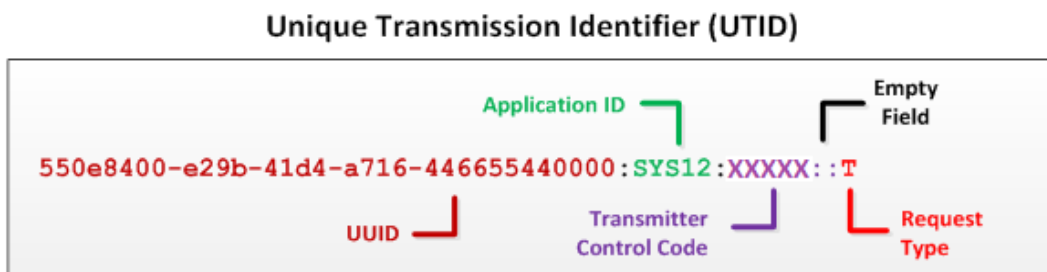 Unique Transmission Identifier (UTID)
Application ID
Empty
Field
550e8400-e29b-41d4-a716-446655440000:SYS12:XXXXX::T
UUID
Transmitter
Control Code
Request
Type